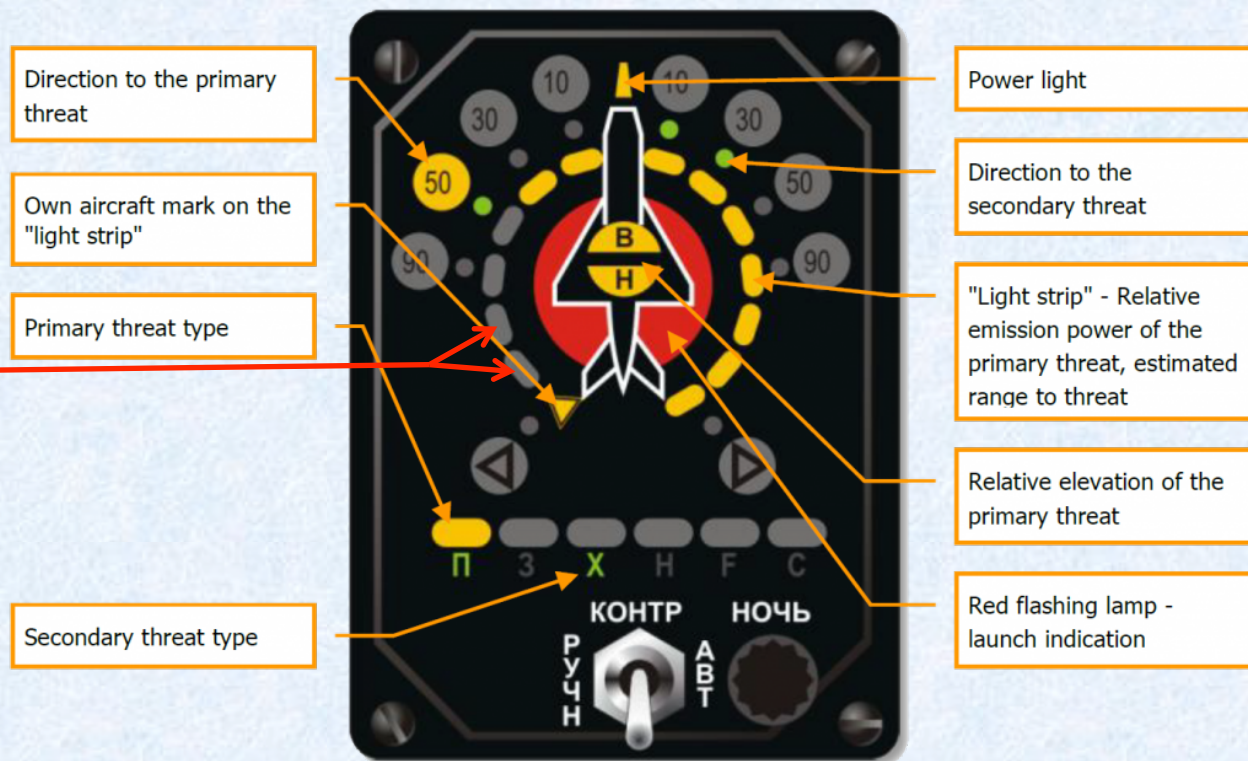 Direction to the primary
threat
Own aircraft mark on the
"light strip"
Primary threat type
Secondary threat type
10
10
30
30
50
50
90
90
В
Н
П З Х Н F С
КОНТР
НОЧЬ
РУЧН
АВТ
Power light
Direction to the
secondary threat
"Light strip" - Relative
emission power of the
primary threat, estimated
range to threat
Relative elevation of the
primary threat
Red flashing lamp -
launch indication